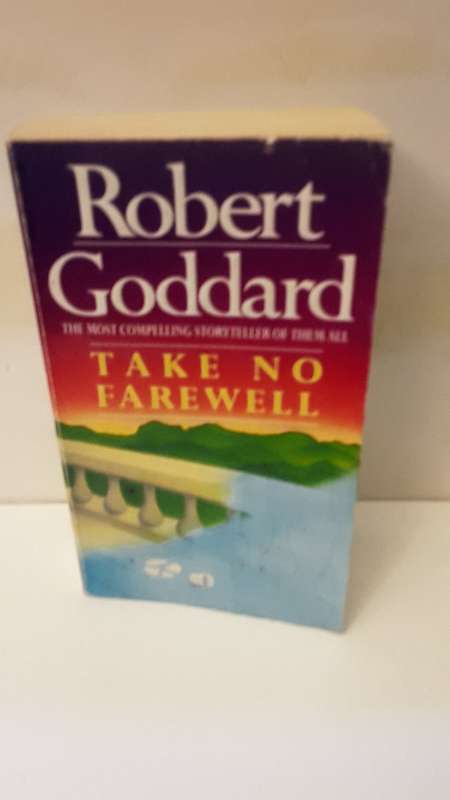 Robert
Goddard
THE MOST COMPELLING STORYTELLER OF THEM ALL
TAKE NO
FAREWELL